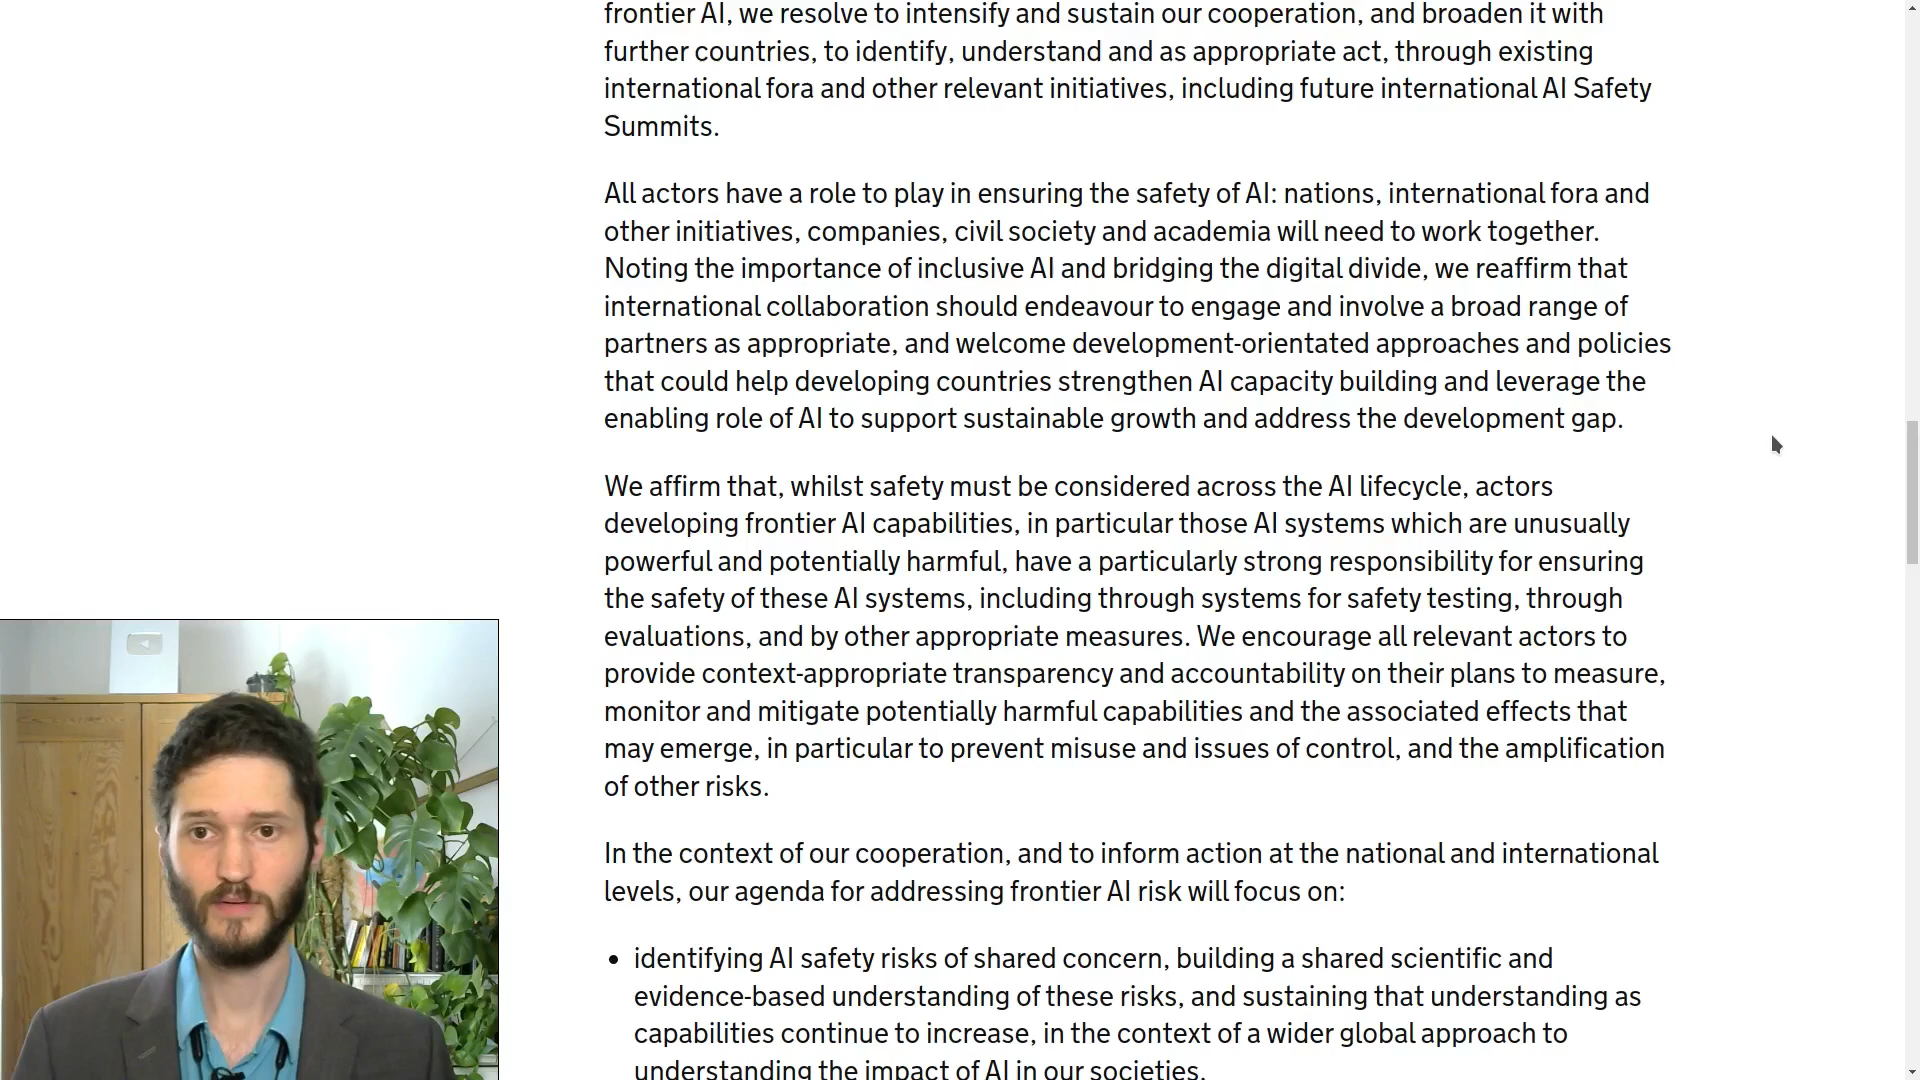 frontier AI, we resolve to intensify and sustain our cooperation, and broaden it with
further countries, to identify, understand and as appropriate act, through existing
international fora and other relevant initiatives, including future international AI Safety
Summits.
All actors have a role to play in ensuring the safety of AI: nations, international fora and
other initiatives, companies, civil society and academia will need to work together.
Noting the importance of inclusive AI and bridging the digital divide, we reaffirm that
international collaboration should endeavour to engage and involve a broad range of
partners as appropriate, and welcome development-orientated approaches and policies
that could help developing countries strengthen AI capacity building and leverage the
enabling role of AI to support sustainable growth and address the development gap.
We affirm that, whilst safety must be considered across the AI lifecycle, actors
developing frontier AI capabilities, in particular those AI systems which are unusually
powerful and potentially harmful, have a particularly strong responsibility for ensuring
the safety of these AI systems, including through systems for safety testing, through
evaluations, and by other appropriate measures. We encourage all relevant actors to
provide context-appropriate transparency and accountability on their plans to measure,
monitor and mitigate potentially harmful capabilities and the associated effects that
may emerge, in particular to prevent misuse and issues of control, and the amplification
of other risks.
In the context of our cooperation, and to inform action at the national and international
levels, our agenda for addressing frontier AI risk will focus on:
• identifying AI safety risks of shared concern, building a shared scientific and
evidence-based understanding of these risks, and sustaining that understanding as
capabilities continue to increase, in the context of a wider global approach to
understanding the impact of AI in our societies.